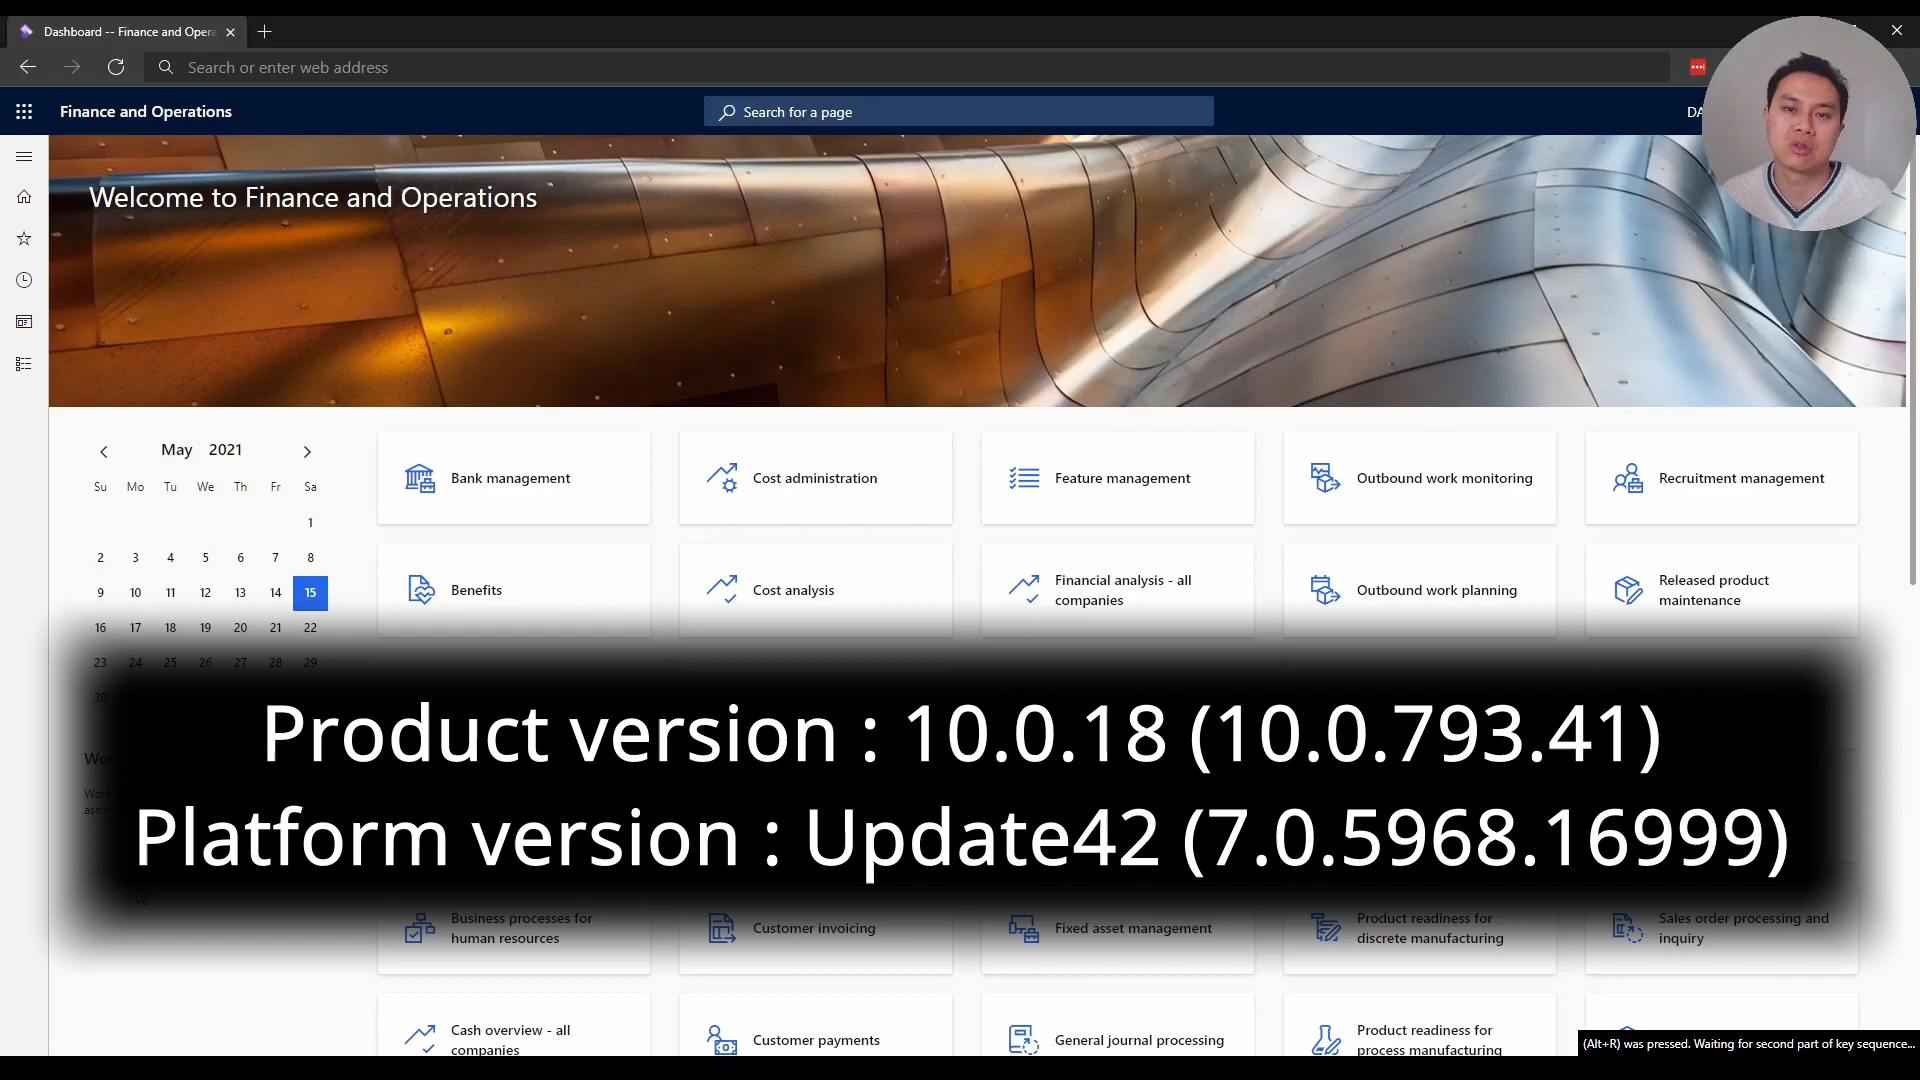 Dashboard -- Finance and Opera
Search or enter web address
Finance and Operations
Search for a page
DA
Welcome to Finance and Operations
May 2021
Su Mo Tu We Th Fr Sa
1
2 3 4 5 6 7 8
9 10 11 12 13 14 15
16 17 18 19 20 21 22
23 24 25 26 27 28 29
30
Bank management
Cost administration
Feature management
Outbound work monitoring
Recruitment management
Benefits
Cost analysis
Financial analysis - all
companies
Outbound work planning
Released product
maintenance
Product version : 10.0.18 (10.0.793.41)
Platform version : Update42 (7.0.5968.16999)
Business processes for
human resources
Customer invoicing
Fixed asset management
Product readiness for
discrete manufacturing
Sales order processing and
inquiry
Cash overview - all
companies
Customer payments
General journal processing
Product readiness for
process manufacturing
(Alt+R) was pressed. Waiting for second part of key sequence...